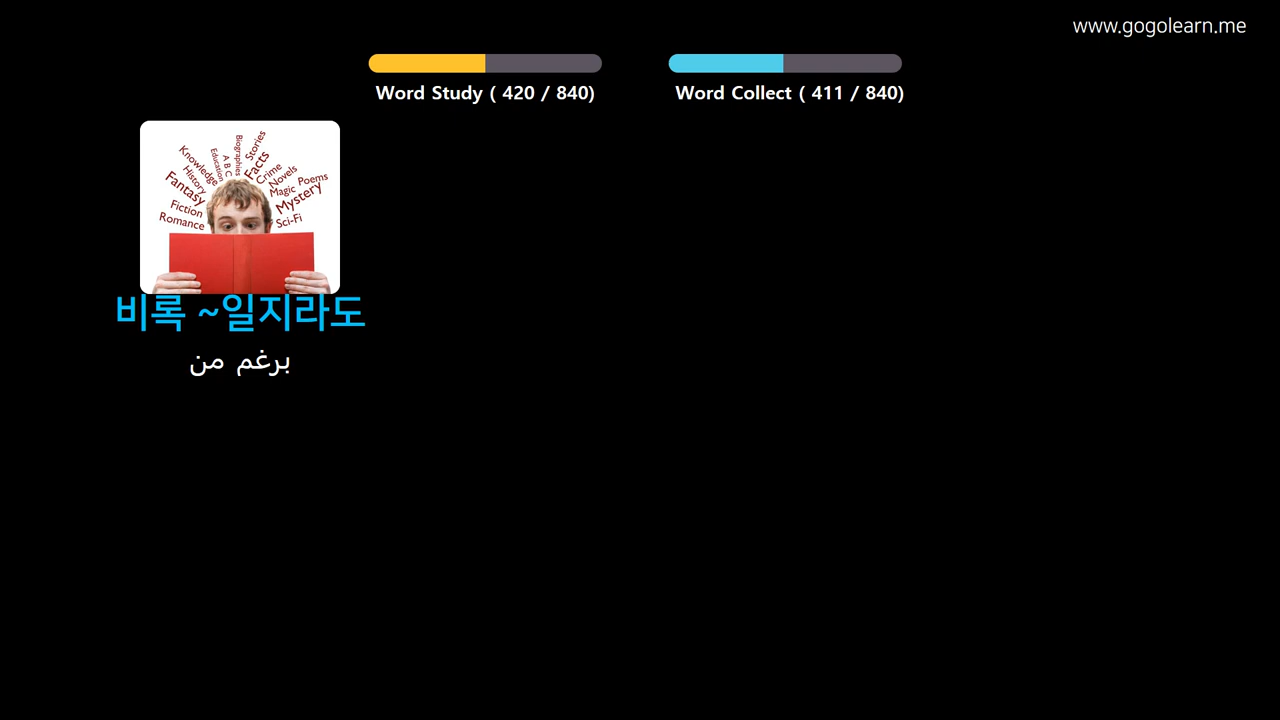 www.gogolearn.me
Word Study ( 420 / 840)
Word Collect ( 411 / 840)
Stories
Biographies
Facts
A B C
Education
Crime
Knowledge
Novels
History
Magic
Poems
Fantasy
Mystery
Fiction
Romance
Sci-Fi
비록 ~일지라도
برغم من